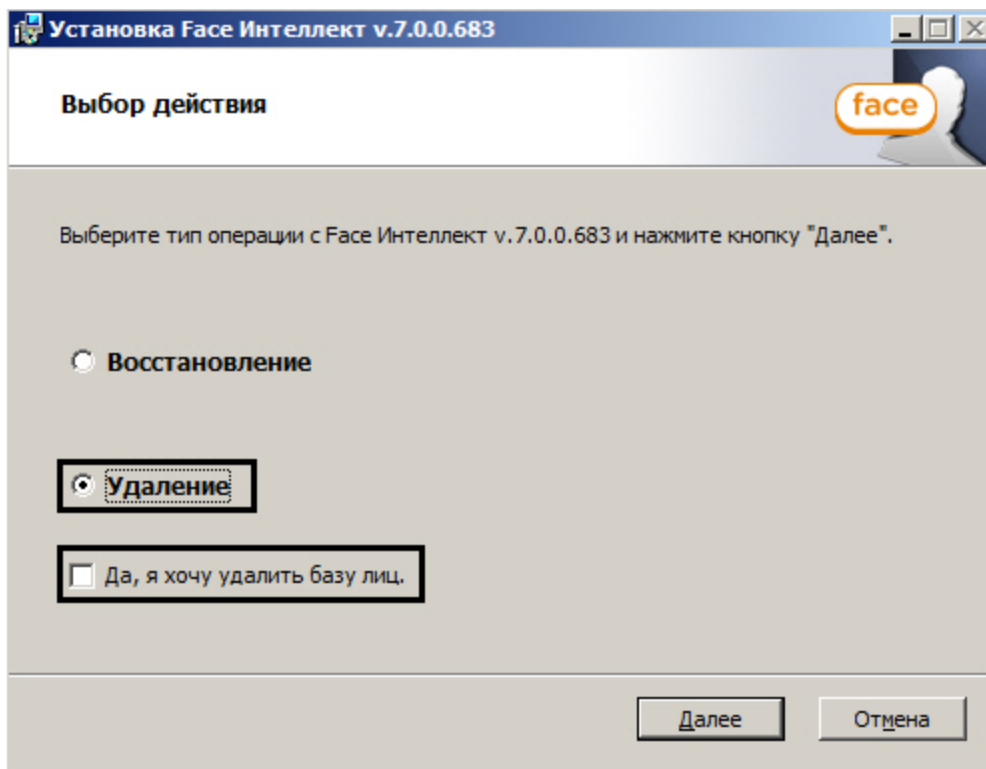 Установка Face Интеллект v.7.0.0.683
Выбор действия
face
Выберите тип операции с Face Интеллект v.7.0.0.683 и нажмите кнопку "Далее".
Восстановление
Удаление
Да, я хочу удалить базу лиц.
Далее
Отмена